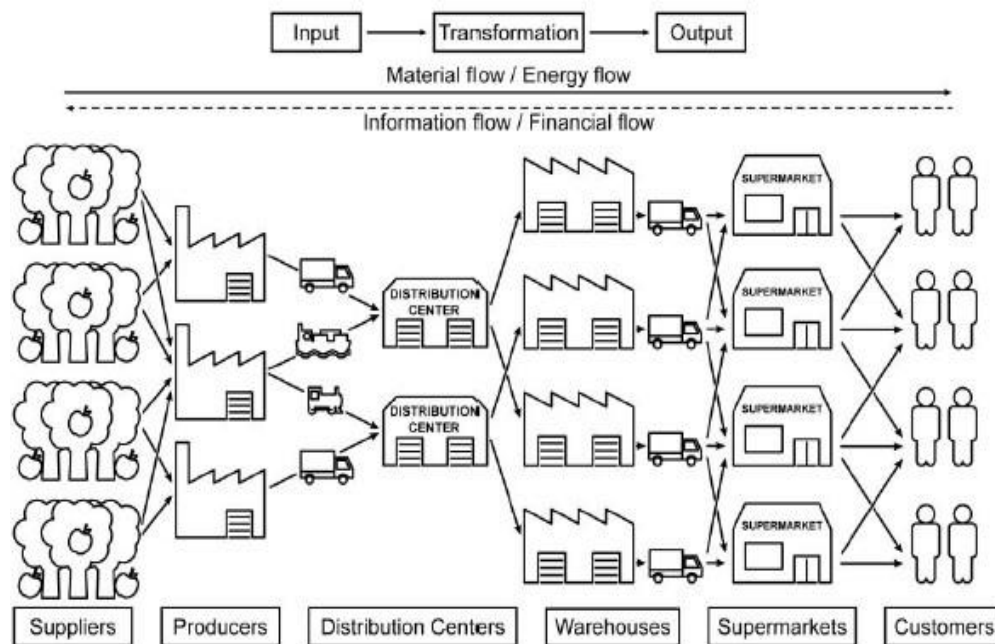 Input
Transformation
Output
Material flow / Energy flow
Information flow / Financial flow
SUPERMARKET
DISTRIBUTION
CENTER
SUPERMARKET
DISTRIBUTION
CENTER
SUPERMARKET
SUPERMARKET
Suppliers
Producers
Distribution Centers
Warehouses
Supermarkets
Customers